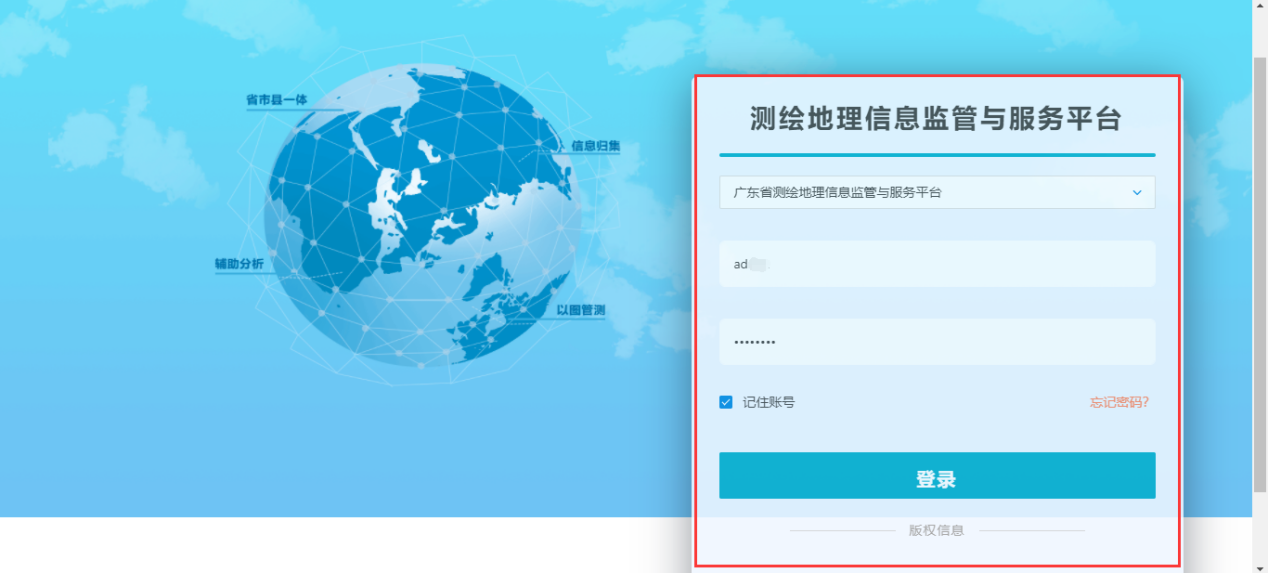 省市县一体
信息归集
辅助分析
以图管测
测绘地理信息监管与服务平台
广东省测绘地理信息监管与服务平台
ad
••••••••
记住账号
忘记密码?
登录
版权信息